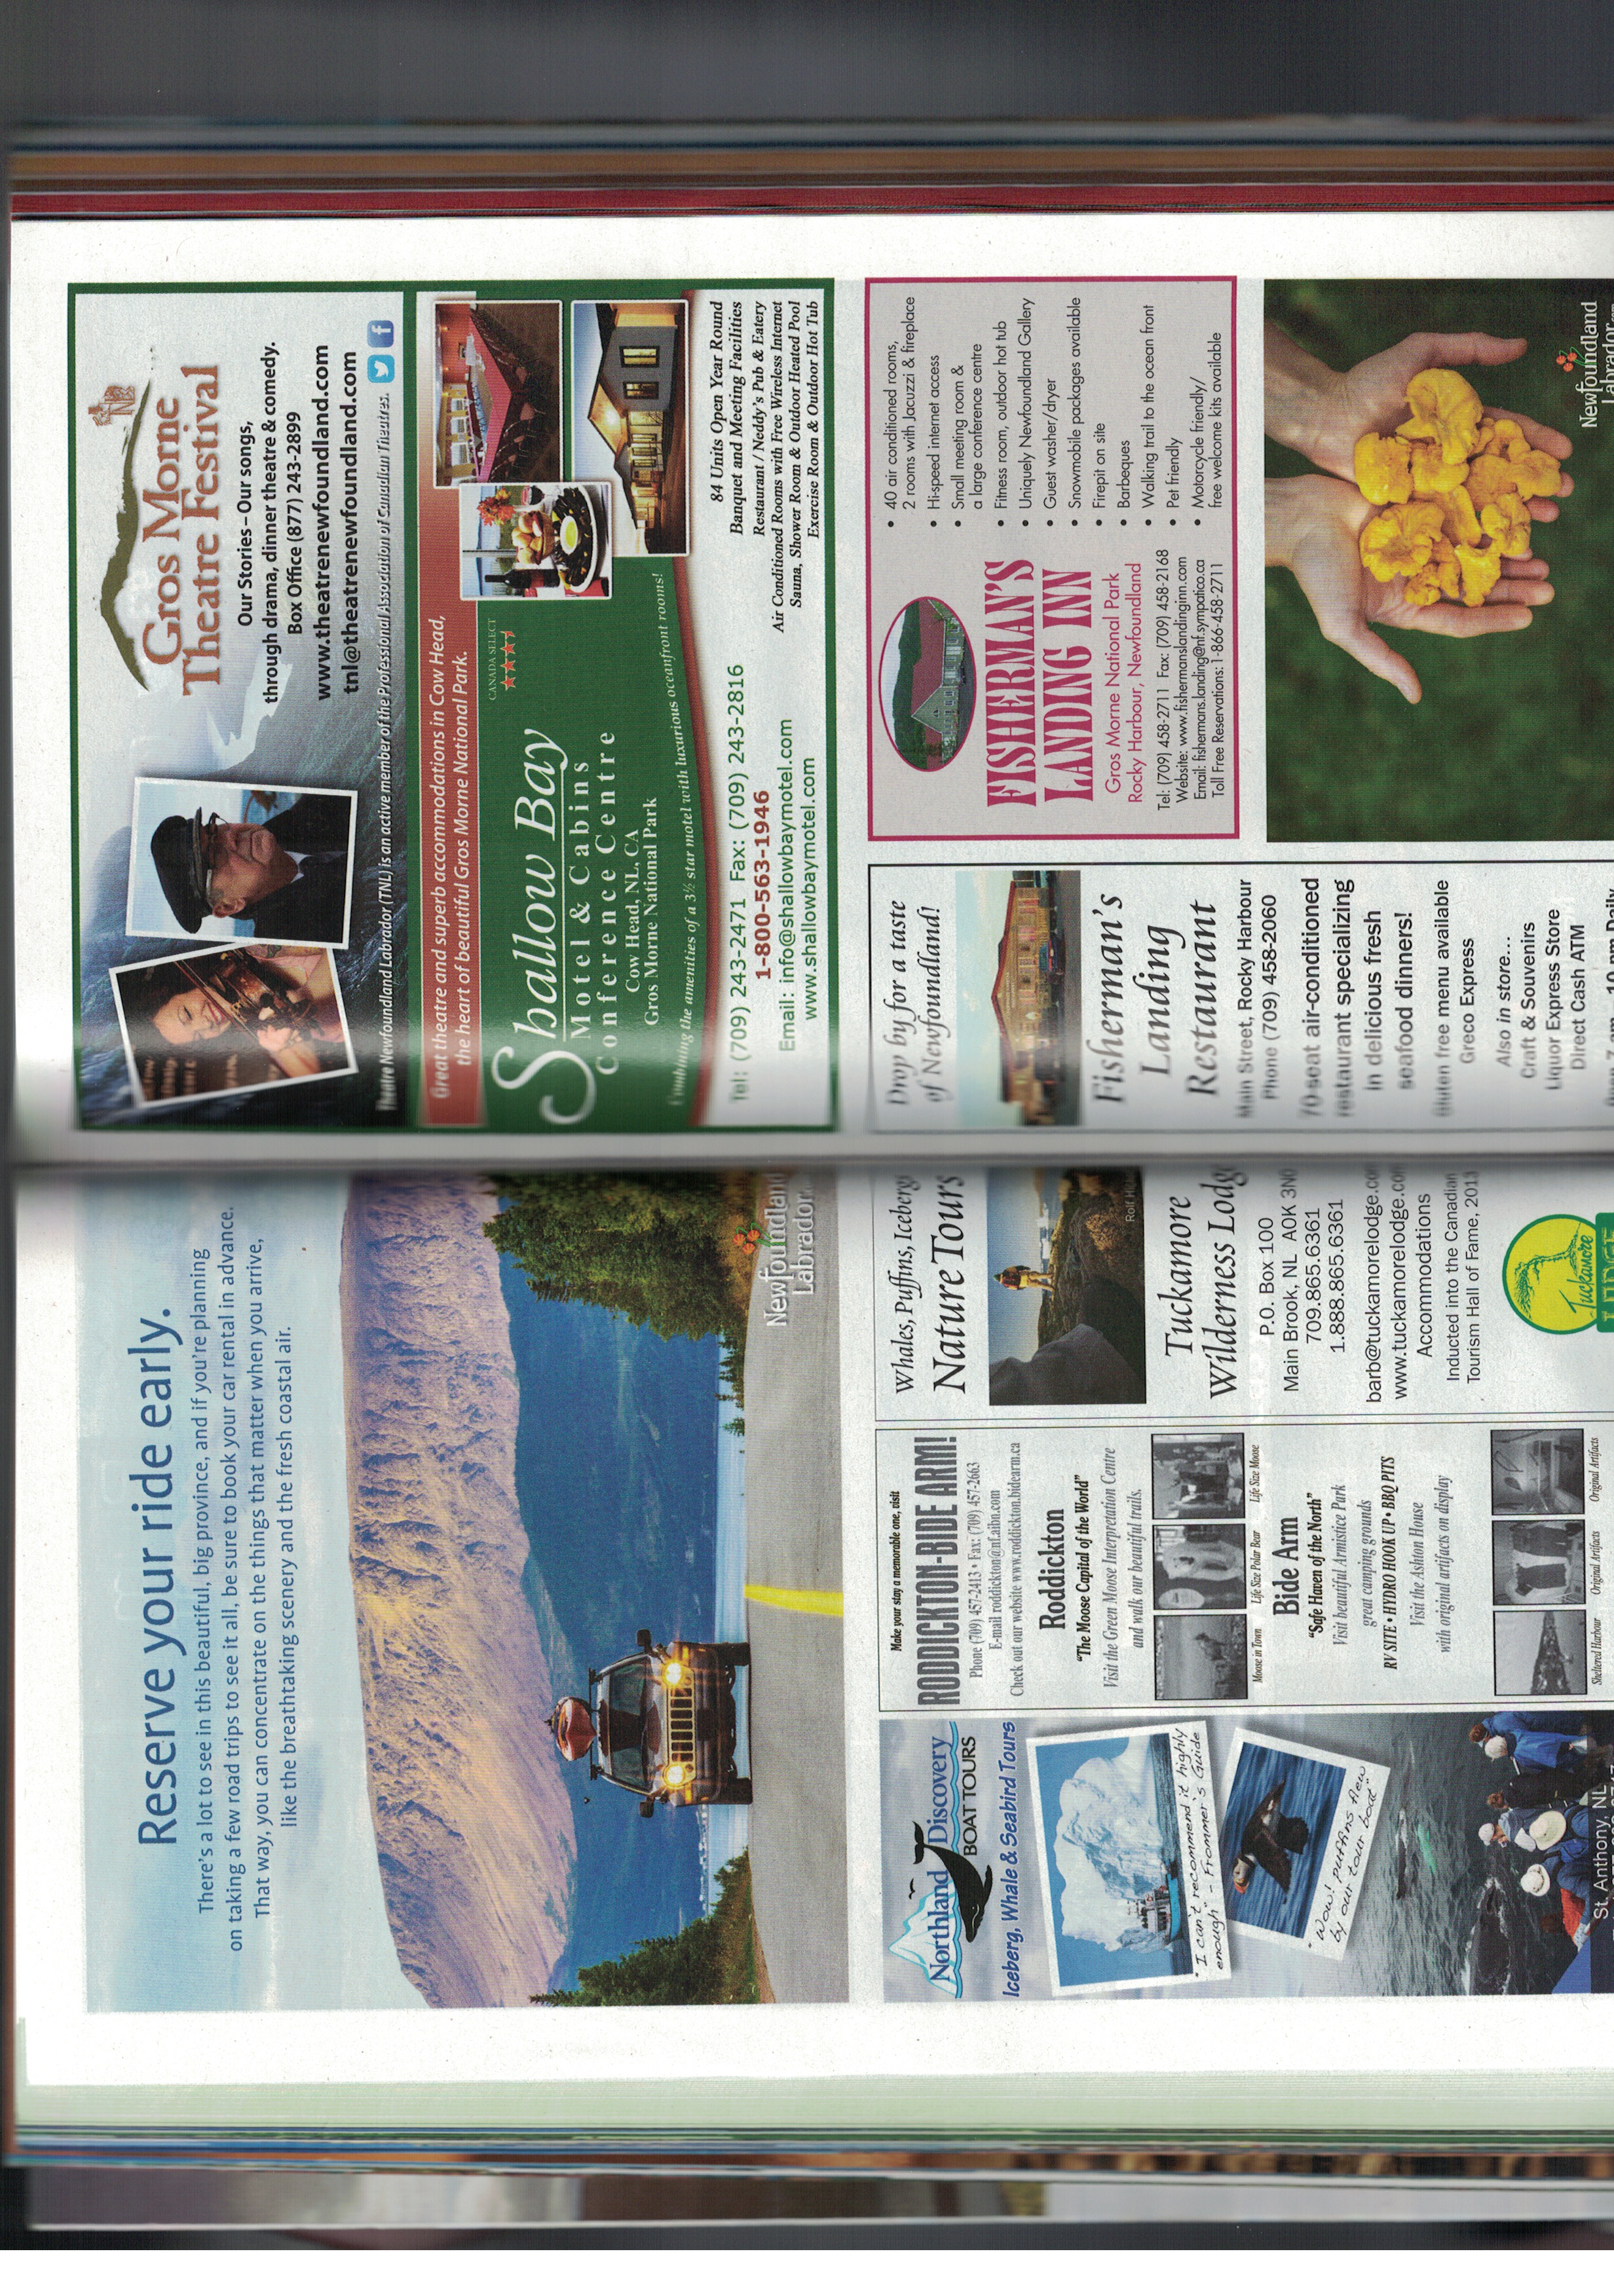 Reserve your ride early.
There's a lot to see in this beautiful, big province, and if you're planning
on taking a few road trips to see it all, be sure to book your car rental in advance.
That way, you can concentrate on the things that matter when you arrive,
like the breathtaking scenery and the fresh coastal air.
Newfoundland
Labrador
Northland Discovery
BOAT TOURS
Iceberg, Whale & Seabird Tours
"I can't recommend it highly
enough" - Frommer's Guide
"Wow! puffins flew
by our tour boat"
St. Anthony, NL
Make your stay a memorable one, visit
RODDICKTON-BIDE ARM!
Phone (709) 457-2413 • Fax: (709) 457-2663
E-mail roddickton@nf.aibn.com
Check out our website www.roddickton.bidearm.ca
Roddickton
"The Moose Capital of the World"
Visit the Green Moose Interpretation Centre
and walk our beautiful trails.
Moose in Town Life Size Polar Bear Life Size Moose
Bide Arm
"Safe Haven of the North"
Visit beautiful Armistice Park
great camping grounds
RV SITE • HYDRO HOOK UP • BBQ PITS
Visit the Ashton House
with original artifacts on display
Sheltered Harbour Original Artifacts Original Artifacts
Whales, Puffins, Icebergs
Nature Tours
Tuckamore
Wilderness Lodge
P.O. Box 100
Main Brook, NL A0K 3N0
709.865.6361
1.888.865.6361
barb@tuckamorelodge.co
www.tuckamorelodge.co
Accommodations
Inducted into the Canadian
Tourism Hall of Fame, 2013
Tuckamore
Gros Morne
Theatre Festival
Our Stories – Our songs,
through drama, dinner theatre & comedy.
Box Office (877) 243-2899
www.theatrenewfoundland.com
tnl@theatrenewfoundland.com
Theatre Newfoundland Labrador (TNL) is an active member of the Professional Association of Canadian Theatres.
Great theatre and superb accommodations in Cow Head,
the heart of beautiful Gros Morne National Park.
CANADA SELECT
Shallow Bay
Motel & Cabins
Conference Centre
Cow Head, NL, CA
Gros Morne National Park
Combining the amenities of a 3½ star motel with luxurious oceanfront rooms!
Tel: (709) 243-2471 Fax: (709) 243-2816
1-800-563-1946
Email: info@shallowbaymotel.com
www.shallowbaymotel.com
84 Units Open Year Round
Banquet and Meeting Facilities
Restaurant / Neddy's Pub & Eatery
Air Conditioned Rooms with Free Wireless Internet
Sauna, Shower Room & Outdoor Heated Pool
Exercise Room & Outdoor Hot Tub
Drop by for a taste
of Newfoundland!
Fisherman's
Landing
Restaurant
Main Street, Rocky Harbour
Phone (709) 458-2060
70-seat air-conditioned
restaurant specializing
in delicious fresh
seafood dinners!
Gluten free menu available
Greco Express
Also in store...
Craft & Souvenirs
Liquor Express Store
Direct Cash ATM
FISHERMAN'S
LANDING INN
Gros Morne National Park
Rocky Harbour, Newfoundland
Tel: (709) 458-2711 Fax: (709) 458-2168
Website: www.fishermanslandinginn.com
Email: fishermans.landing@nf.sympatico.ca
Toll Free Reservations: 1-866-458-2711
• 40 air conditioned rooms,
2 rooms with Jacuzzi & fireplace
• Hi-speed internet access
• Small meeting room &
a large conference centre
• Fitness room, outdoor hot tub
• Uniquely Newfoundland Gallery
• Guest washer/dryer
• Snowmobile packages available
• Firepit on site
• Barbeques
• Walking trail to the ocean front
• Pet friendly
• Motorcycle friendly/
free welcome kits available
Newfoundland
Labrador